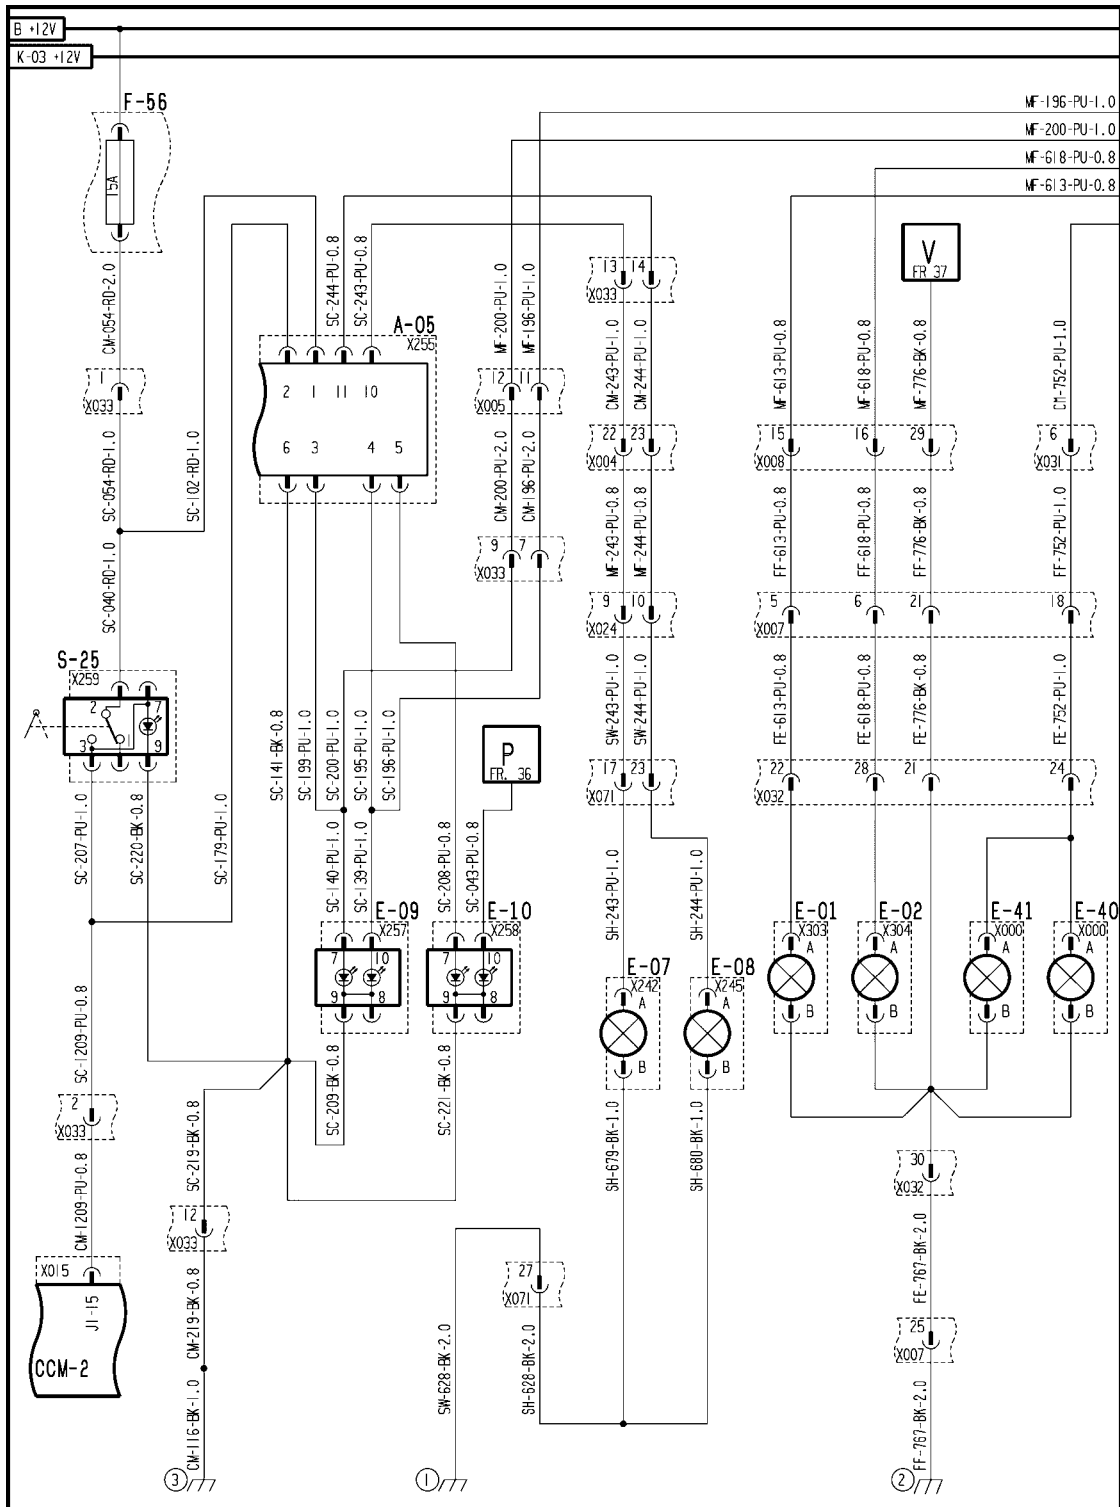 B +12V
K-03 +12V
MF-196-PU-1.0
MF-200-PU-1.0
MF-618-PU-0.8
MF-613-PU-0.8
F-56
15A
V
FR 37
CM-054-RD-2.0
SC-244-PU-0.8
SC-243-PU-0.8
MF-200-PU-1.0
MF-196-PU-1.0
13 14
X033
A-05
X255
CM-243-PU-1.0
CM-244-PU-1.0
MF-613-PU-0.8
MF-618-PU-0.8
MF-776-BK-0.8
CM-752-PU-1.0
1
X033
2 1 11 10
12 11
X005
6 3 4 5
22 23
X004
15 16 29
X008
6
X031
SC-054-RD-1.0
SC-102-RD-1.0
CM-200-PU-2.0
CM-196-PU-2.0
MF-243-PU-0.8
MF-244-PU-0.8
FF-613-PU-0.8
FF-618-PU-0.8
FF-776-BK-0.8
FF-752-PU-1.0
9 7
X033
SC-040-RD-1.0
9 10
X024
5 6 21 18
X007
S-25
X259
2 7
3 1 9
SW-243-PU-1.0
SW-244-PU-1.0
FE-613-PU-0.8
FE-618-PU-0.8
FE-776-BK-0.8
FE-752-PU-1.0
SC-141-BK-0.8
SC-199-PU-1.0
SC-200-PU-1.0
SC-195-PU-1.0
SC-196-PU-1.0
P
FR. 36
17 23
X071
22 28 21 24
X032
SC-207-PU-1.0
SC-220-BK-0.8
SC-179-PU-1.0
SC-140-PU-1.0
SC-139-PU-1.0
SC-208-PU-0.8
SC-043-PU-0.8
SH-243-PU-1.0
SH-244-PU-1.0
E-09
X257
7 10
9 8
E-10
X258
7 10
9 8
E-01
X303
A
B
E-02
X304
A
B
E-41
X000
A
B
E-40
X000
A
B
E-07
X242
A
B
E-08
X245
A
B
SC-1209-PU-0.8
SC-209-BK-0.8
SC-221-BK-0.8
2
X033
SC-219-BK-0.8
SH-679-BK-1.0
SH-680-BK-1.0
30
X032
CM-1209-PU-0.8
12
X033
X015
J1-15
CCM-2
27
X071
FE-767-BK-2.0
CM-219-BK-0.8
25
X007
SW-628-BK-2.0
SH-628-BK-2.0
CM-116-BK-1.0
FF-767-BK-2.0
3
1
2